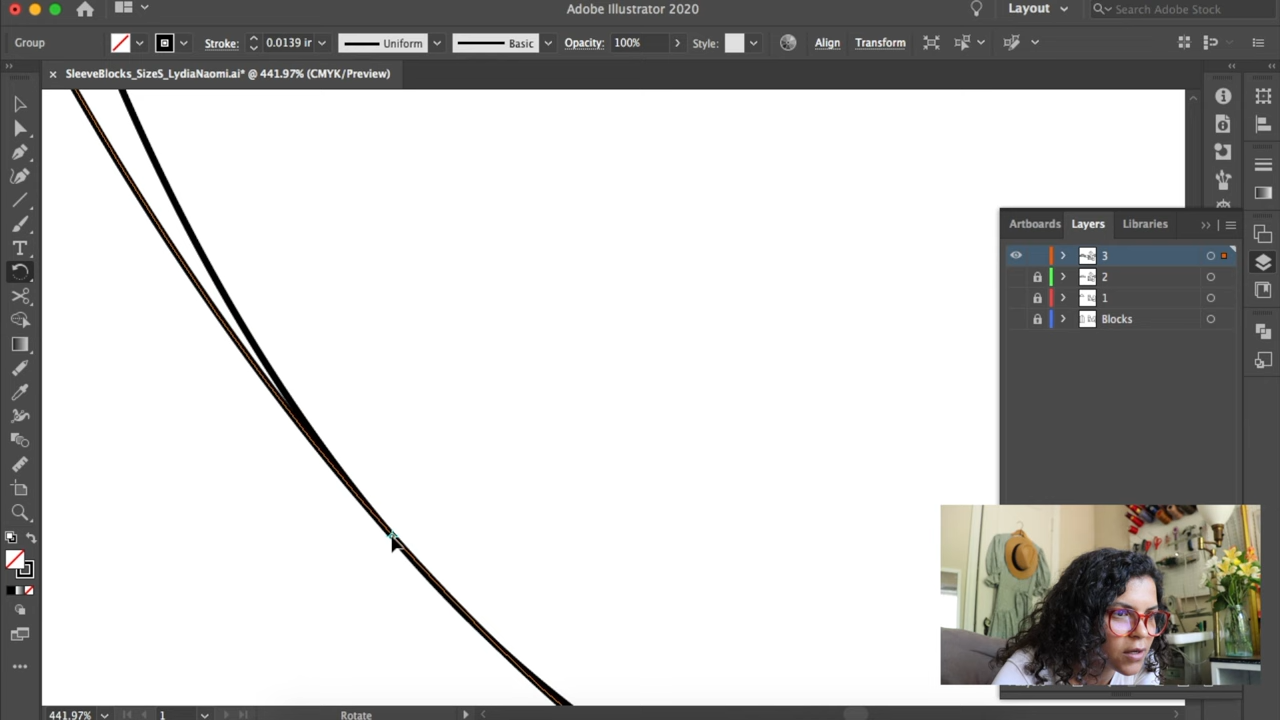 Adobe Illustrator 2020
Layout
Search Adobe Stock
Group
Stroke:
0.0139 in
Uniform
Basic
Opacity:
100%
Style:
Align
Transform
SleeveBlocks_SizeS_LydiaNaomi.ai* @ 441.97% (CMYK/Preview)
Artboards
Layers
Libraries
3
2
1
Blocks
441.97%
1
Rotate